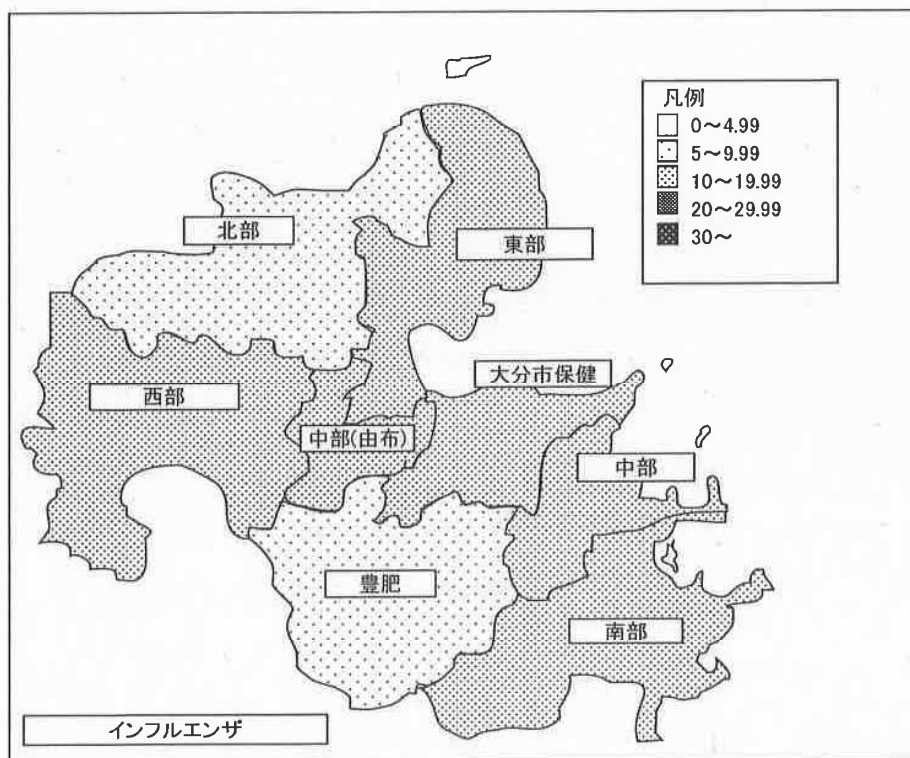 凡例
0～4.99
5～9.99
10～19.99
20～29.99
30～
北部
東部
大分市保健
西部
中部(由布)
中部
豊肥
南部
インフルエンザ